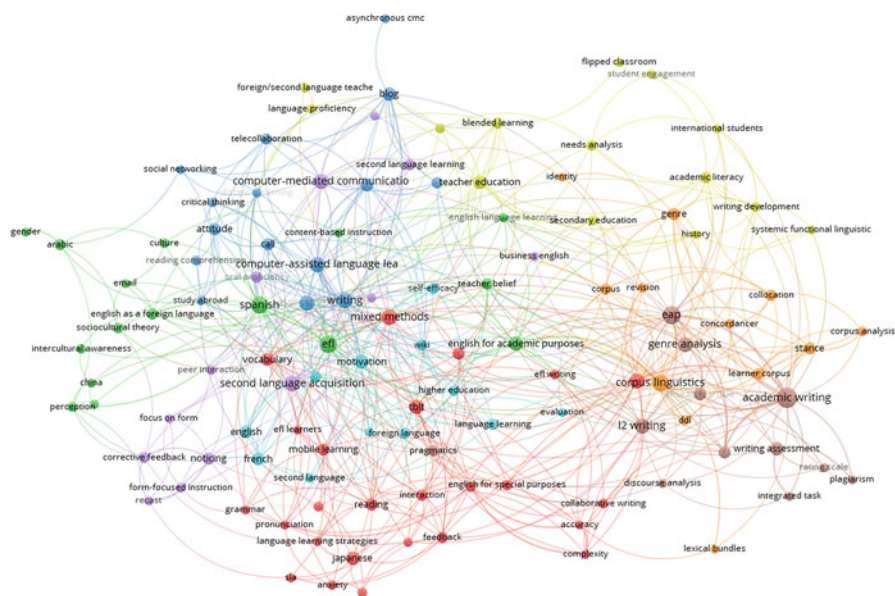 asynchronous cmc
flipped classroom
student engagement
foreign/second language teache
blog
language proficiency
blended learning
international students
telecollaboration
needs analysis
second language learning
social networking
computer-mediated communicatio
teacher education
identity
academic literacy
critical thinking
writing development
english language learning
secondary education
genre
gender
attitude
content-based instruction
history
systemic functional linguistic
arabic
culture
call
reading comprehension
computer-assisted language lea
business english
oral proficiency
email
study abroad
self-efficacy
teacher belief
corpus
revision
collocation
english as a foreign language
spanish
writing
sociocultural theory
mixed methods
eap
concordancer
corpus analysis
intercultural awareness
efl
wiki
english for academic purposes
genre analysis
stance
vocabulary
motivation
peer interaction
china
second language acquisition
efl writing
corpus linguistics
learner corpus
perception
higher education
academic writing
focus on form
tblt
evaluation
ddl
english
efl learners
foreign language
language learning
l2 writing
corrective feedback
noticing
french
mobile learning
pragmatics
writing assessment
second language
rating scale
form-focused instruction
english for special purposes
discourse analysis
plagiarism
recast
interaction
integrated task
grammar
reading
collaborative writing
pronunciation
accuracy
language learning strategies
feedback
lexical bundles
japanese
complexity
sla
anxiety